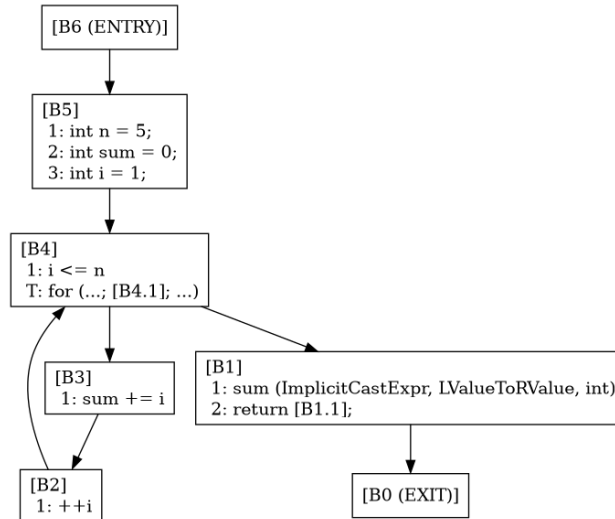 [B6 (ENTRY)]
[B5]
1: int n = 5;
2: int sum = 0;
3: int i = 1;
[B4]
1: i <= n
T: for (...; [B4.1]; ...)
[B3]
1: sum += i
[B2]
1: ++i
[B1]
1: sum (ImplicitCastExpr, LValueToRValue, int)
2: return [B1.1];
[B0 (EXIT)]